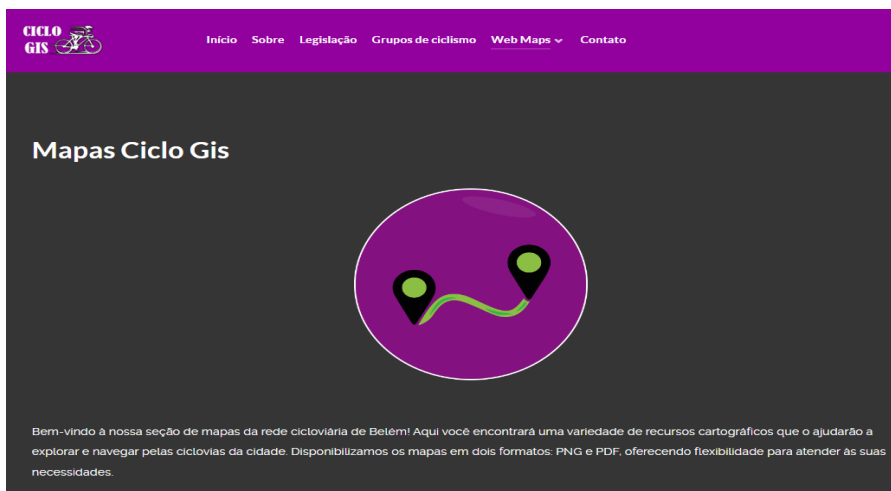 CICLO
GIS
Início Sobre Legislação Grupos de ciclismo Web Maps Contato
Mapas Ciclo Gis
Bem-vindo à nossa seção de mapas da rede cicloviária de Belém! Aqui você encontrará uma variedade de recursos cartográficos que o ajudarão a
explorar e navegar pelas ciclovias da cidade. Disponibilizamos os mapas em dois formatos: PNG e PDF, oferecendo flexibilidade para atender às suas
necessidades.